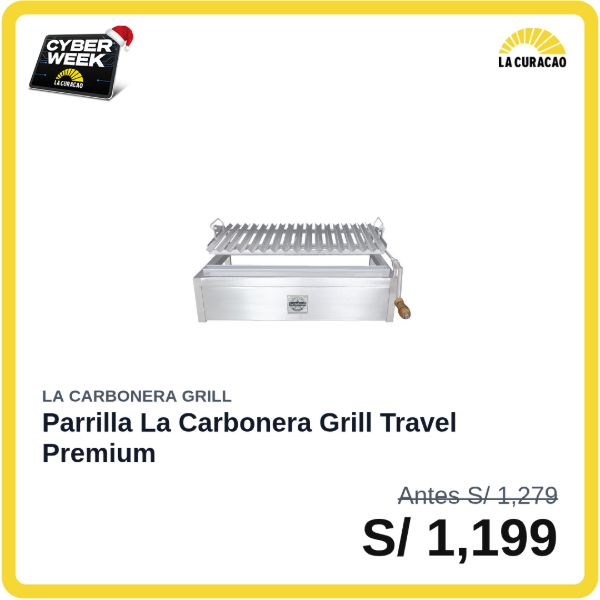 CYBER
WEEK
LA CURACAO
LA CURACAO
LA CARBONERA GRILL
Parrilla La Carbonera Grill Travel
Premium
Antes S/ 1,279
S/ 1,199